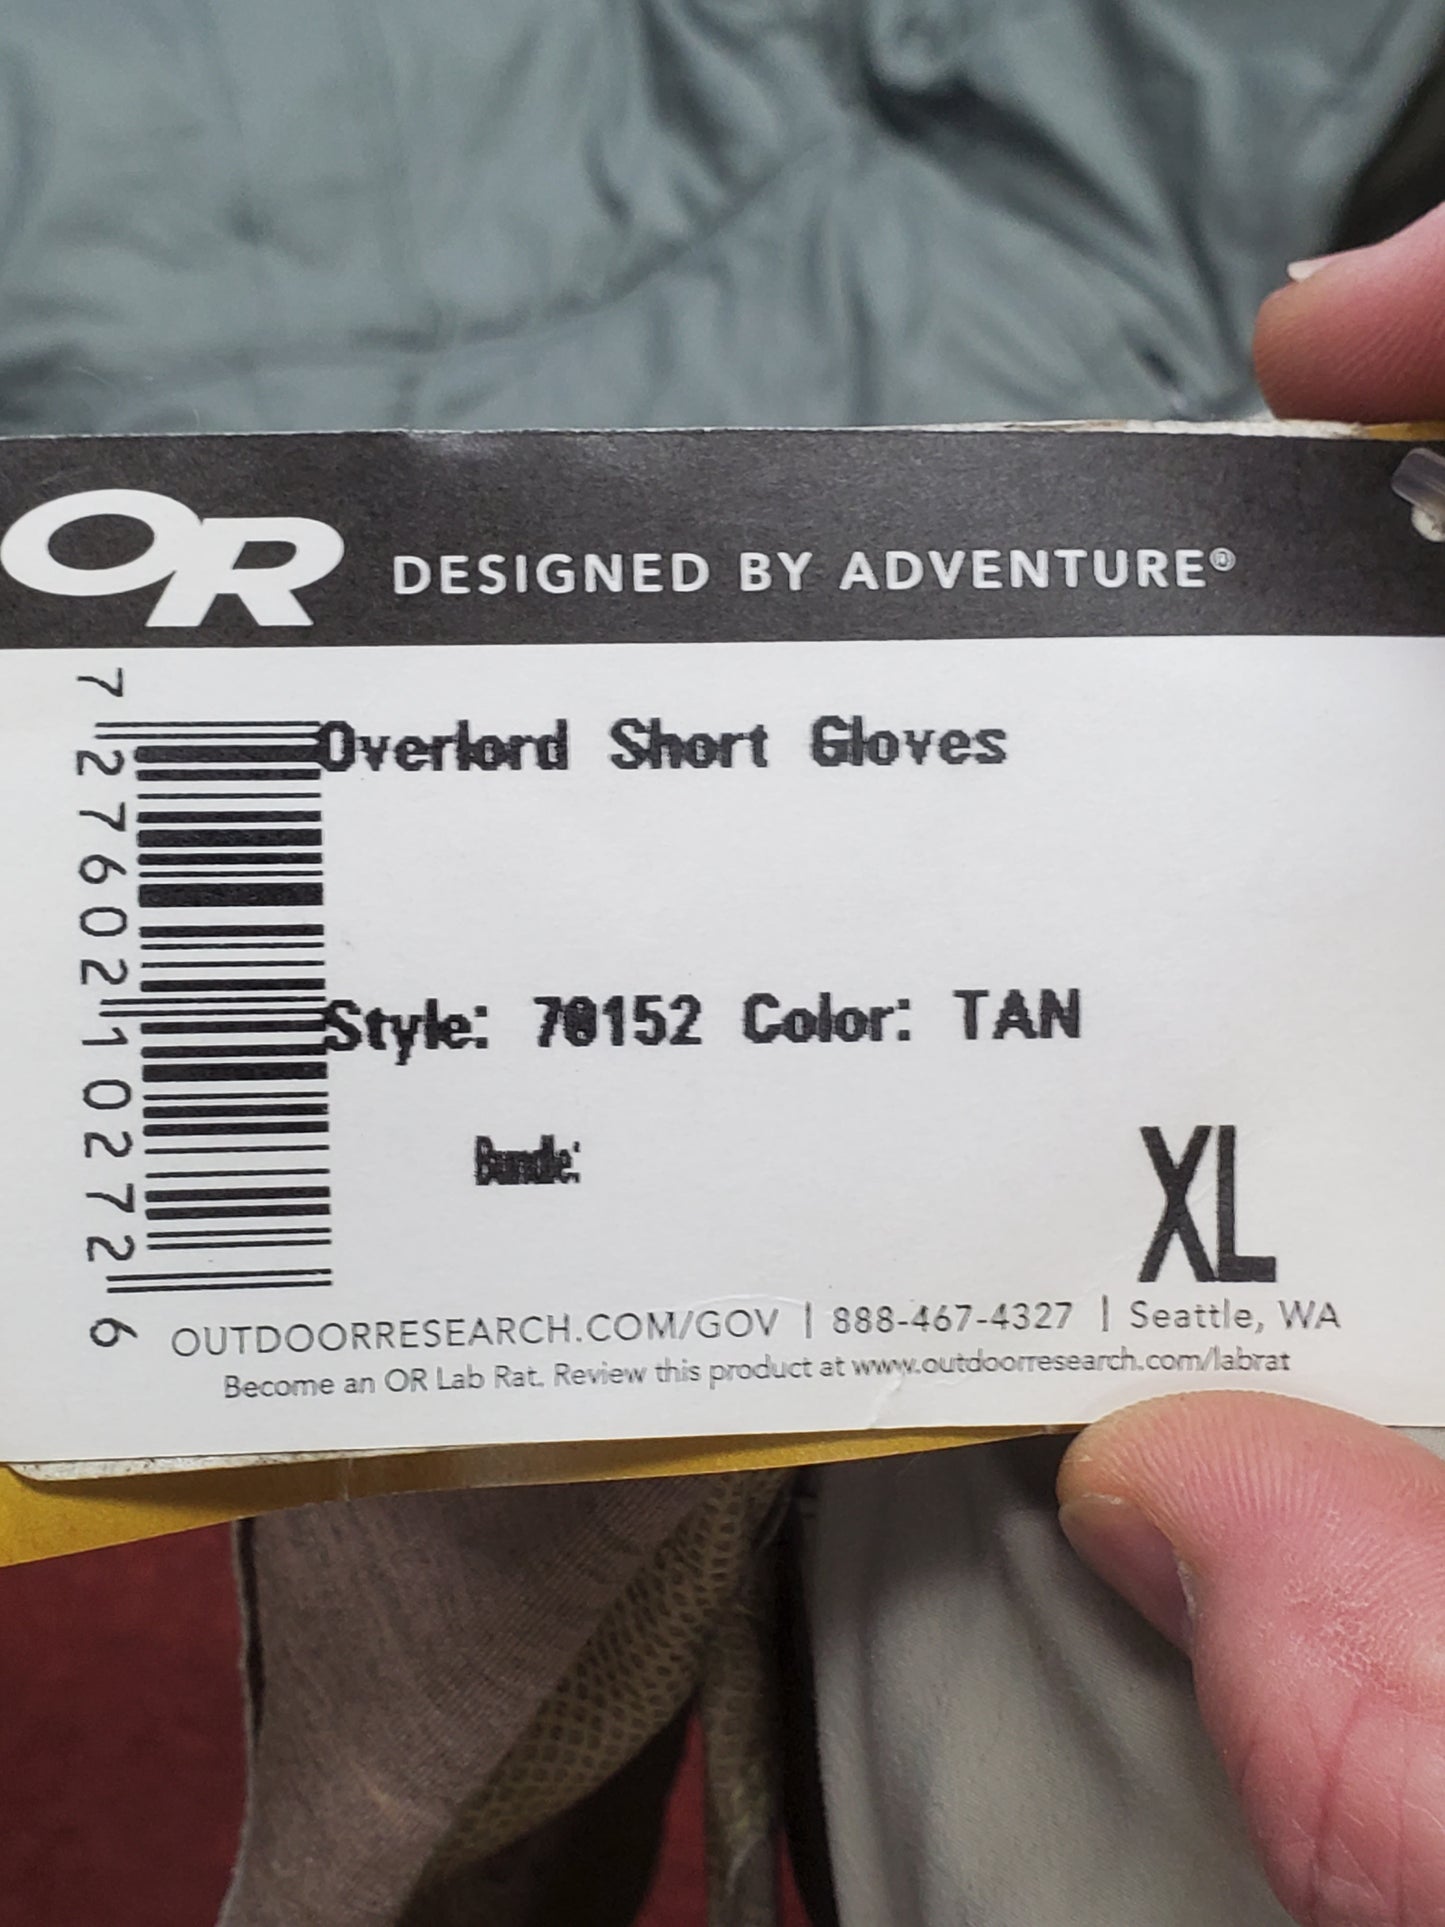 OR DESIGNED BY ADVENTURE®
7 27602 10272 6
Overlord Short Gloves
Style: 70152 Color: TAN
Bundle:
XL
OUTDOORRESEARCH.COM/GOV | 888-467-4327 | Seattle, WA
Become an OR Lab Rat. Review this product at www.outdoorresearch.com/labrat